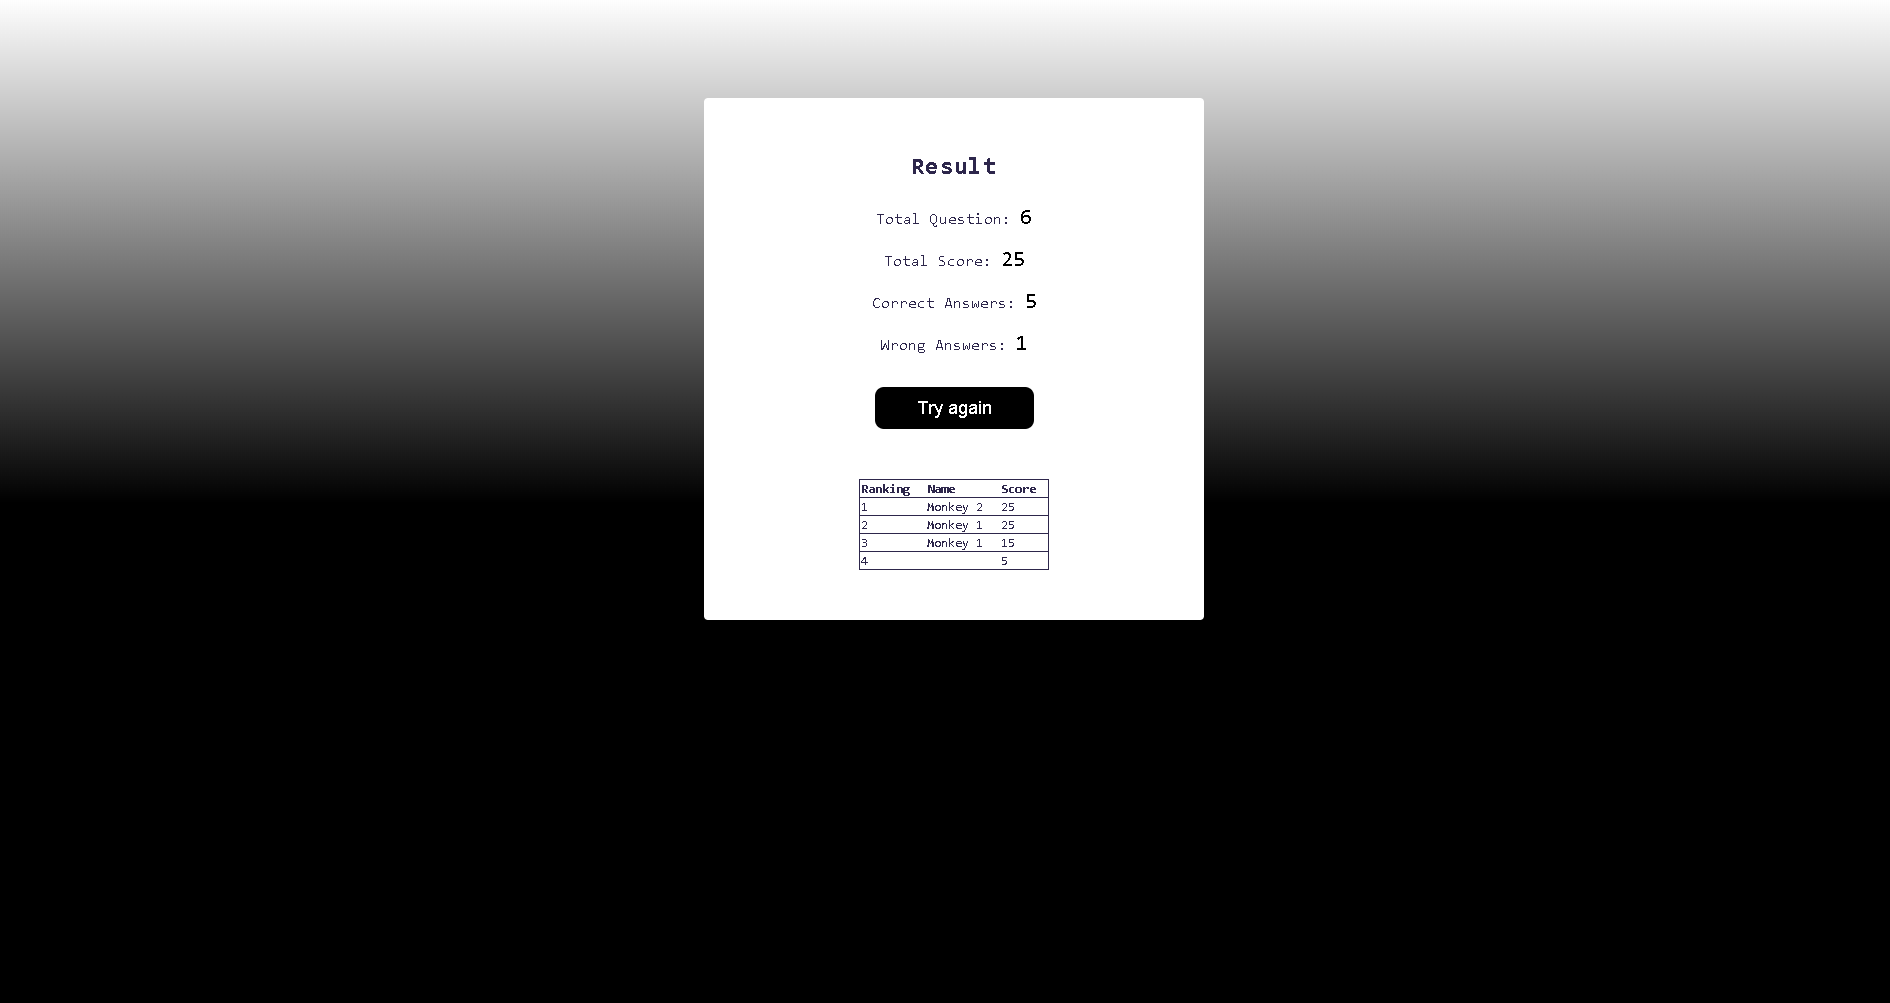 Result
Total Question: 6
Total Score: 25
Correct Answers: 5
Wrong Answers: 1
Try again
Ranking Name Score
1 Monkey 2 25
2 Monkey 1 25
3 Monkey 1 15
4 5